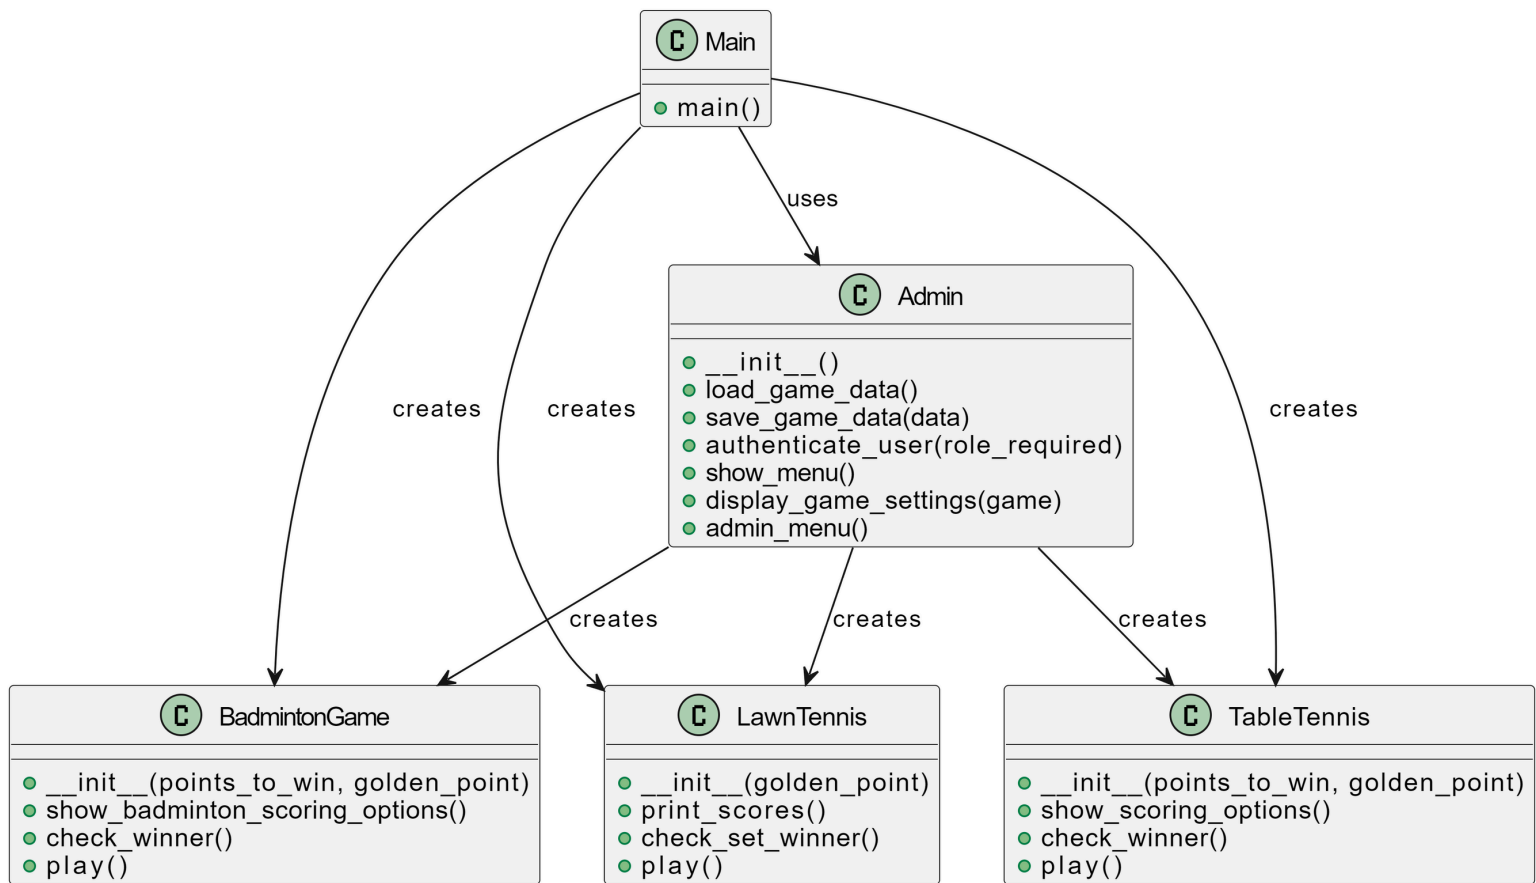 C Main
main()
uses
creates
creates
creates
C Admin
__init__()
load_game_data()
save_game_data(data)
authenticate_user(role_required)
show_menu()
display_game_settings(game)
admin_menu()
creates
creates
creates
C BadmintonGame
__init__(points_to_win, golden_point)
show_badminton_scoring_options()
check_winner()
play()
C LawnTennis
__init__(golden_point)
print_scores()
check_set_winner()
play()
C TableTennis
__init__(points_to_win, golden_point)
show_scoring_options()
check_winner()
play()